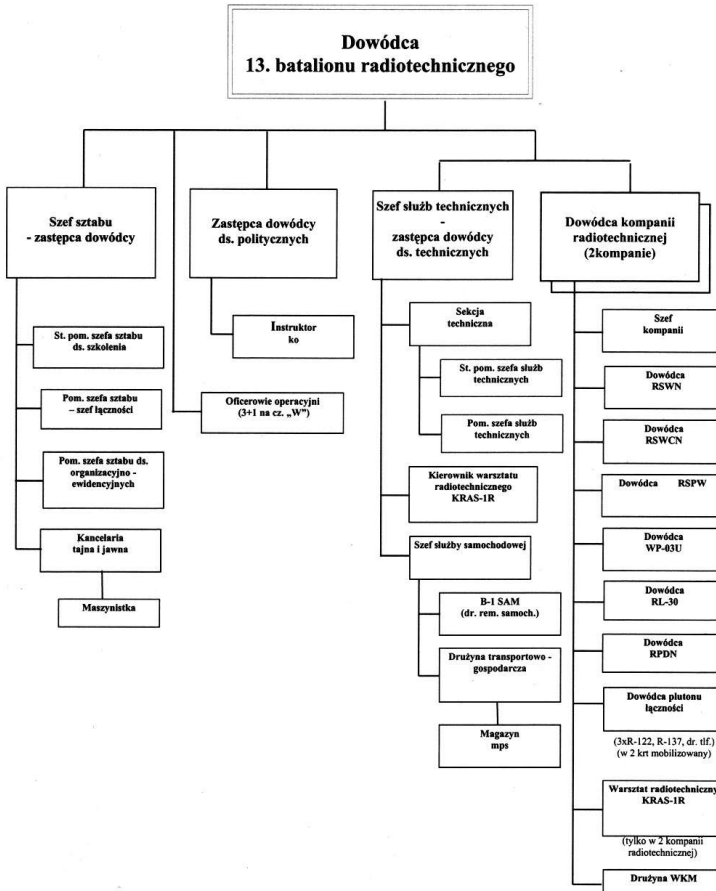 Dowódca
13. batalionu radiotechnicznego
Szef sztabu
- zastępca dowódcy
St. pom. szefa sztabu
ds. szkolenia
Pom. szefa sztabu
– szef łączności
Pom. szefa sztabu ds.
organizacyjno -
ewidencyjnych
Kancelaria
tajna i jawna
Maszynistka
Zastępca dowódcy
ds. politycznych
Instruktor
ko
Oficerowie operacyjni
(3+1 na cz. „W”)
Szef służb technicznych
-
zastępca dowódcy
ds. technicznych
Sekcja
techniczna
St. pom. szefa służb
technicznych
Pom. szefa służb
technicznych
Kierownik warsztatu
radiotechnicznego
KRAS-1R
Szef służby samochodowej
B-1 SAM
(dr. rem. samoch.)
Drużyna transportowo -
gospodarcza
Magazyn
mps
Dowódca kompanii
radiotechnicznej
(2kompanie)
Szef
kompanii
Dowódca
RSWN
Dowódca
RSWCN
Dowódca RSPW
Dowódca
WP-03U
Dowódca
RL-30
Dowódca
RPDN
Dowódca plutonu
łączności
(3xR-122, R-137, dr. tlf.)
(w 2 krt mobilizowany)
Warsztat radiotechniczny
KRAS-1R
(tylko w 2 kompanii
radiotechnicznej)
Drużyna WKM